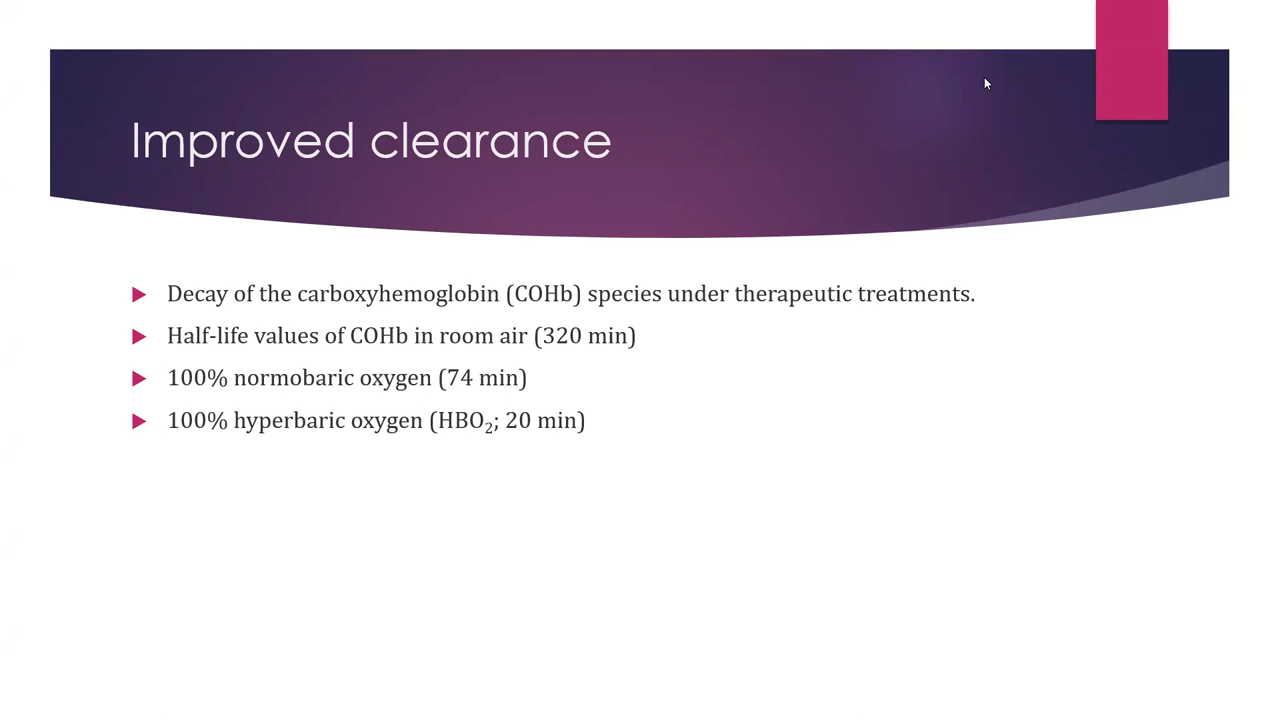 Improved clearance
Decay of the carboxyhemoglobin (COHb) species under therapeutic treatments.
Half-life values of COHb in room air (320 min)
100% normobaric oxygen (74 min)
100% hyperbaric oxygen (HBO₂; 20 min)